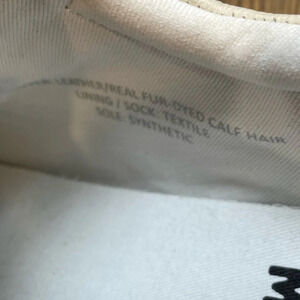 LEATHER/REAL FUR-DYED CALF HAIR
LINING / SOCK: TEXTILE
SOLE: SYNTHETIC